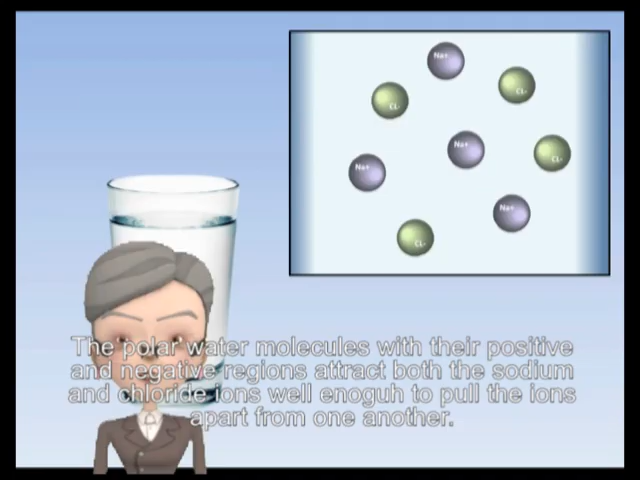 Na+
CL-
CL-
Na+
CL-
Na+
Na+
CL-
The polar water molecules with their positive
and negative regions attract both the sodium
and chloride ions well enoguh to pull the ions
apart from one another.